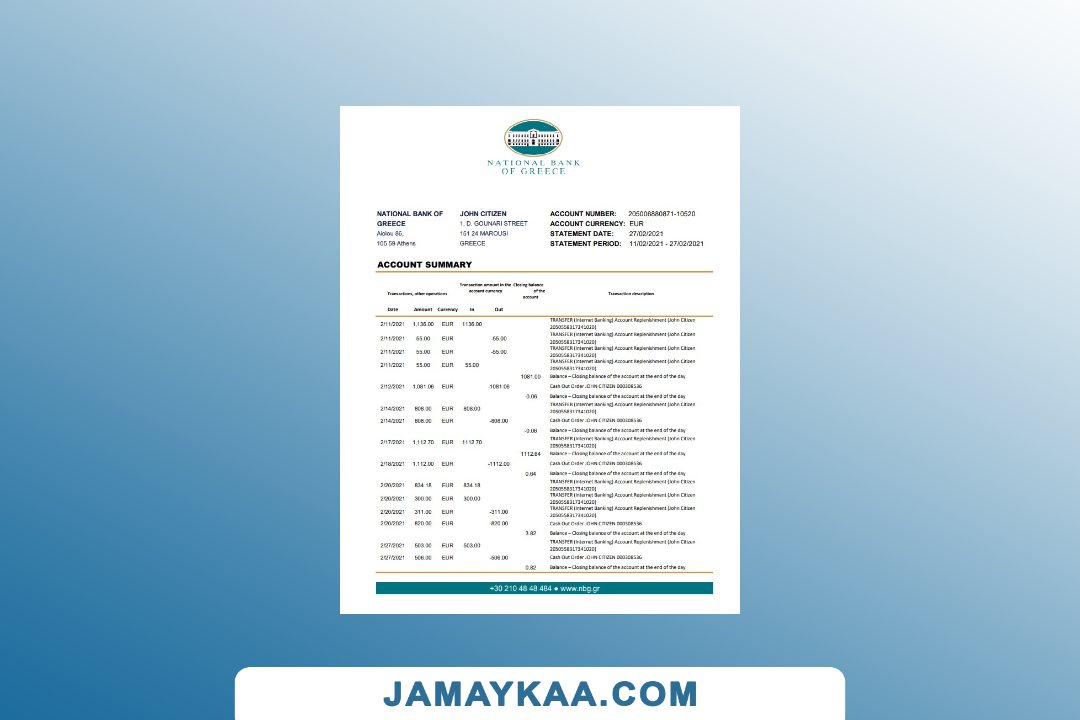 NATIONAL BANK
OF GREECE
NATIONAL BANK OF
GREECE
Aiolou 86,
105 59 Athens
JOHN CITIZEN
1, D. GOUNARI STREET
151 24 MAROUSI
GREECE
ACCOUNT NUMBER: 205006880871-10520
ACCOUNT CURRENCY: EUR
STATEMENT DATE: 27/02/2021
STATEMENT PERIOD: 11/02/2021 - 27/02/2021
ACCOUNT SUMMARY
Transactions, other operations
Transaction amount in the account currency
Closing balance of the account
Transaction description
Date Amount Currency In Out
2/11/2021 1,136.00 EUR 1136.00 TRANSFER (Internet Banking) Account Replenishment (John Citizen
2050558317341020)
2/11/2021 55.00 EUR -55.00 TRANSFER (Internet Banking) Account Replenishment (John Citizen
2050558317341020)
2/11/2021 55.00 EUR -55.00 TRANSFER (Internet Banking) Account Replenishment (John Citizen
2050558317341020)
2/11/2021 55.00 EUR 55.00 TRANSFER (Internet Banking) Account Replenishment (John Citizen
2050558317341020)
1081.00 Balance – Closing balance of the account at the end of the day
2/12/2021 1,081.06 EUR -1081.06 Cash Out Order JOHN CITIZEN 000308536
-0.06 Balance – Closing balance of the account at the end of the day
2/14/2021 808.00 EUR 808.00 TRANSFER (Internet Banking) Account Replenishment (John Citizen
2050558317341020)
2/14/2021 808.00 EUR -808.00 Cash Out Order JOHN CITIZEN 000308536
-0.06 Balance – Closing balance of the account at the end of the day
2/17/2021 1,112.70 EUR 1112.70 TRANSFER (Internet Banking) Account Replenishment (John Citizen
2050558317341020)
1112.64 Balance – Closing balance of the account at the end of the day
2/18/2021 1,112.00 EUR -1112.00 Cash Out Order JOHN CITIZEN 000308536
0.64 Balance – Closing balance of the account at the end of the day
2/20/2021 834.18 EUR 834.18 TRANSFER (Internet Banking) Account Replenishment (John Citizen
2050558317341020)
2/20/2021 300.00 EUR 300.00 TRANSFER (Internet Banking) Account Replenishment (John Citizen
2050558317341020)
2/20/2021 311.00 EUR -311.00 TRANSFER (Internet Banking) Account Replenishment (John Citizen
2050558317341020)
2/20/2021 820.00 EUR -820.00 Cash Out Order JOHN CITIZEN 000308536
3.82 Balance – Closing balance of the account at the end of the day
2/27/2021 503.00 EUR 503.00 TRANSFER (Internet Banking) Account Replenishment (John Citizen
2050558317341020)
2/27/2021 506.00 EUR -506.00 Cash Out Order JOHN CITIZEN 000308536
0.82 Balance – Closing balance of the account at the end of the day
+30 210 48 48 484 ● www.nbg.gr
JAMAYKAA.COM